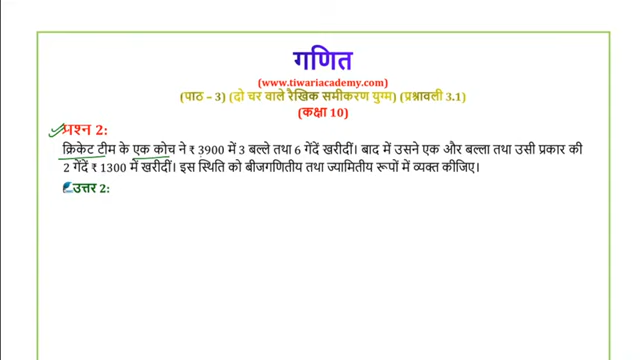 गणित
(www.tiwariacademy.com)
(पाठ – 3) (दो चर वाले रैखिक समीकरण युग्म) (प्रश्नावली 3.1)
(कक्षा 10)
प्रश्न 2:
क्रिकेट टीम के एक कोच ने ₹ 3900 में 3 बल्ले तथा 6 गेंदें खरीदीं। बाद में उसने एक और बल्ला तथा उसी प्रकार की
2 गेंदें ₹ 1300 में खरीदीं। इस स्थिति को बीजगणितीय तथा ज्यामितीय रूपों में व्यक्त कीजिए।
उत्तर 2: